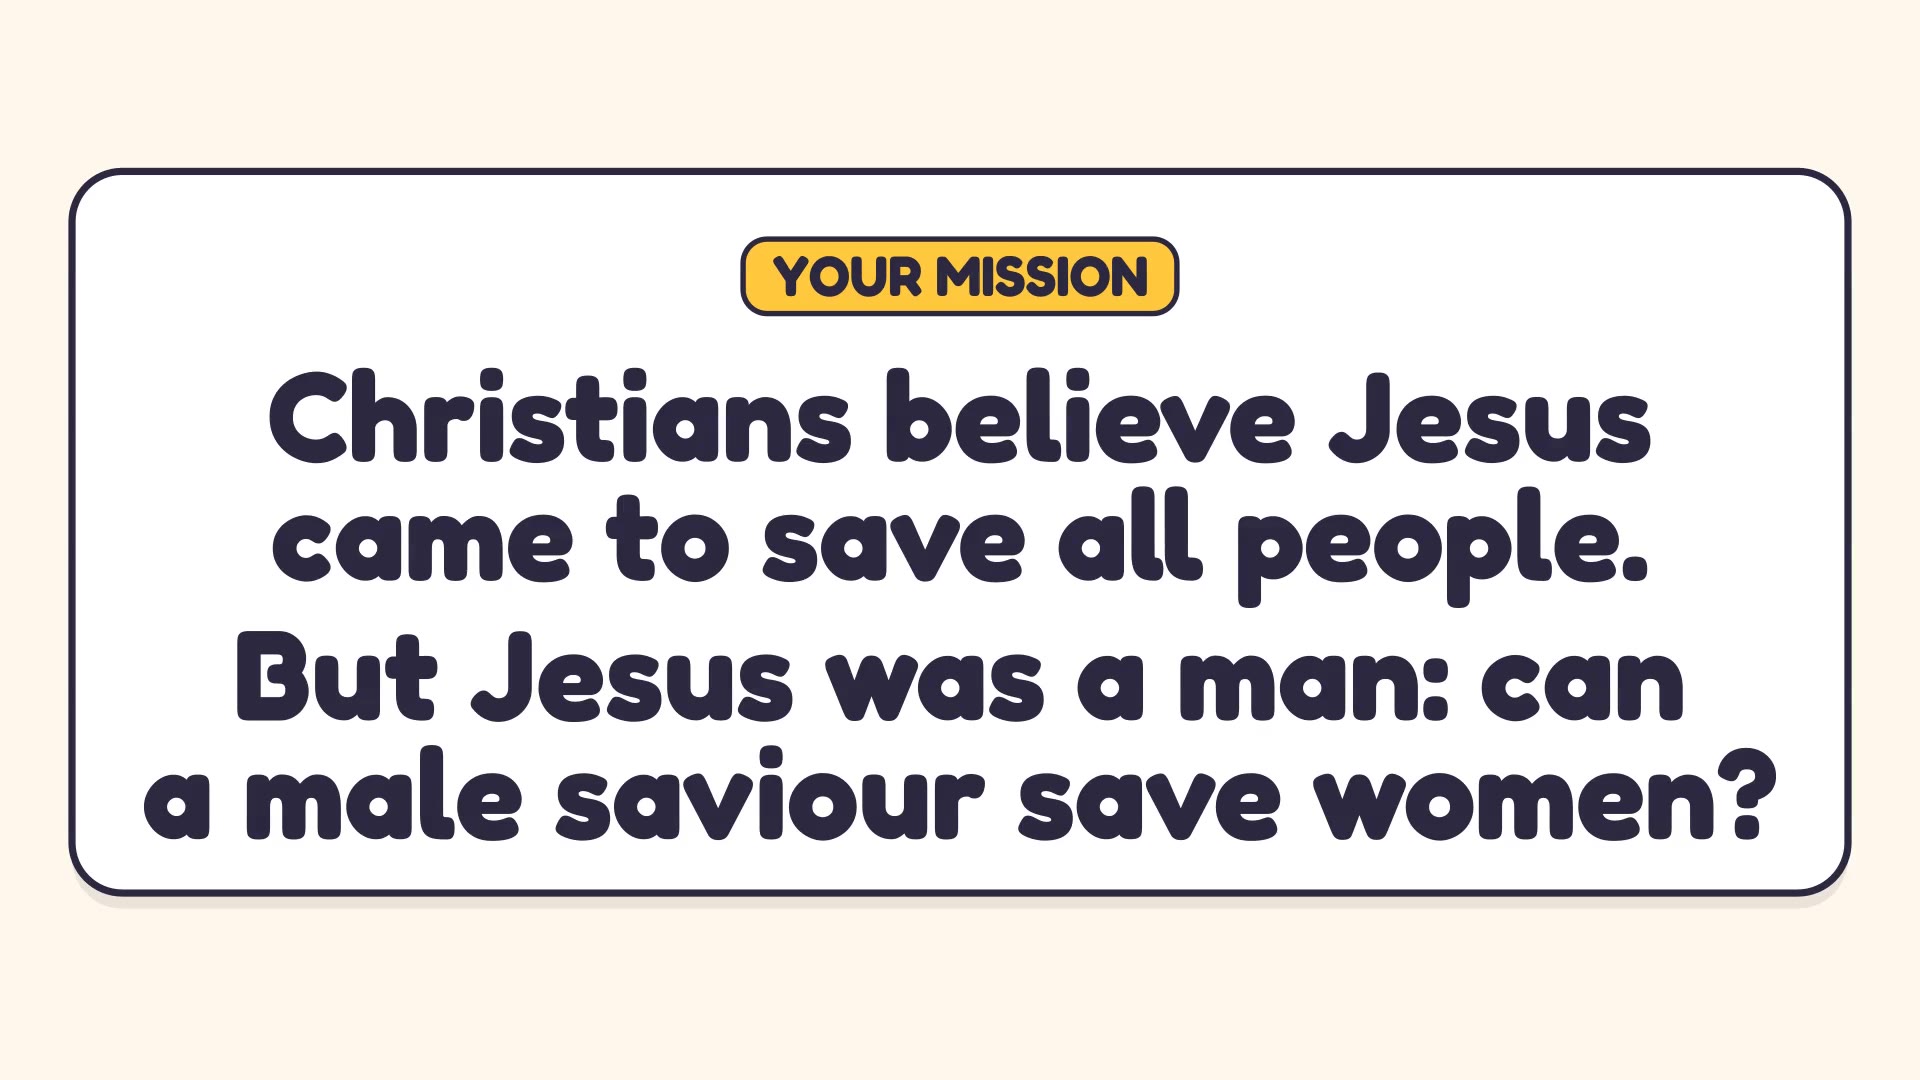 YOUR MISSION
Christians believe Jesus
came to save all people.
But Jesus was a man: can
a male saviour save women?